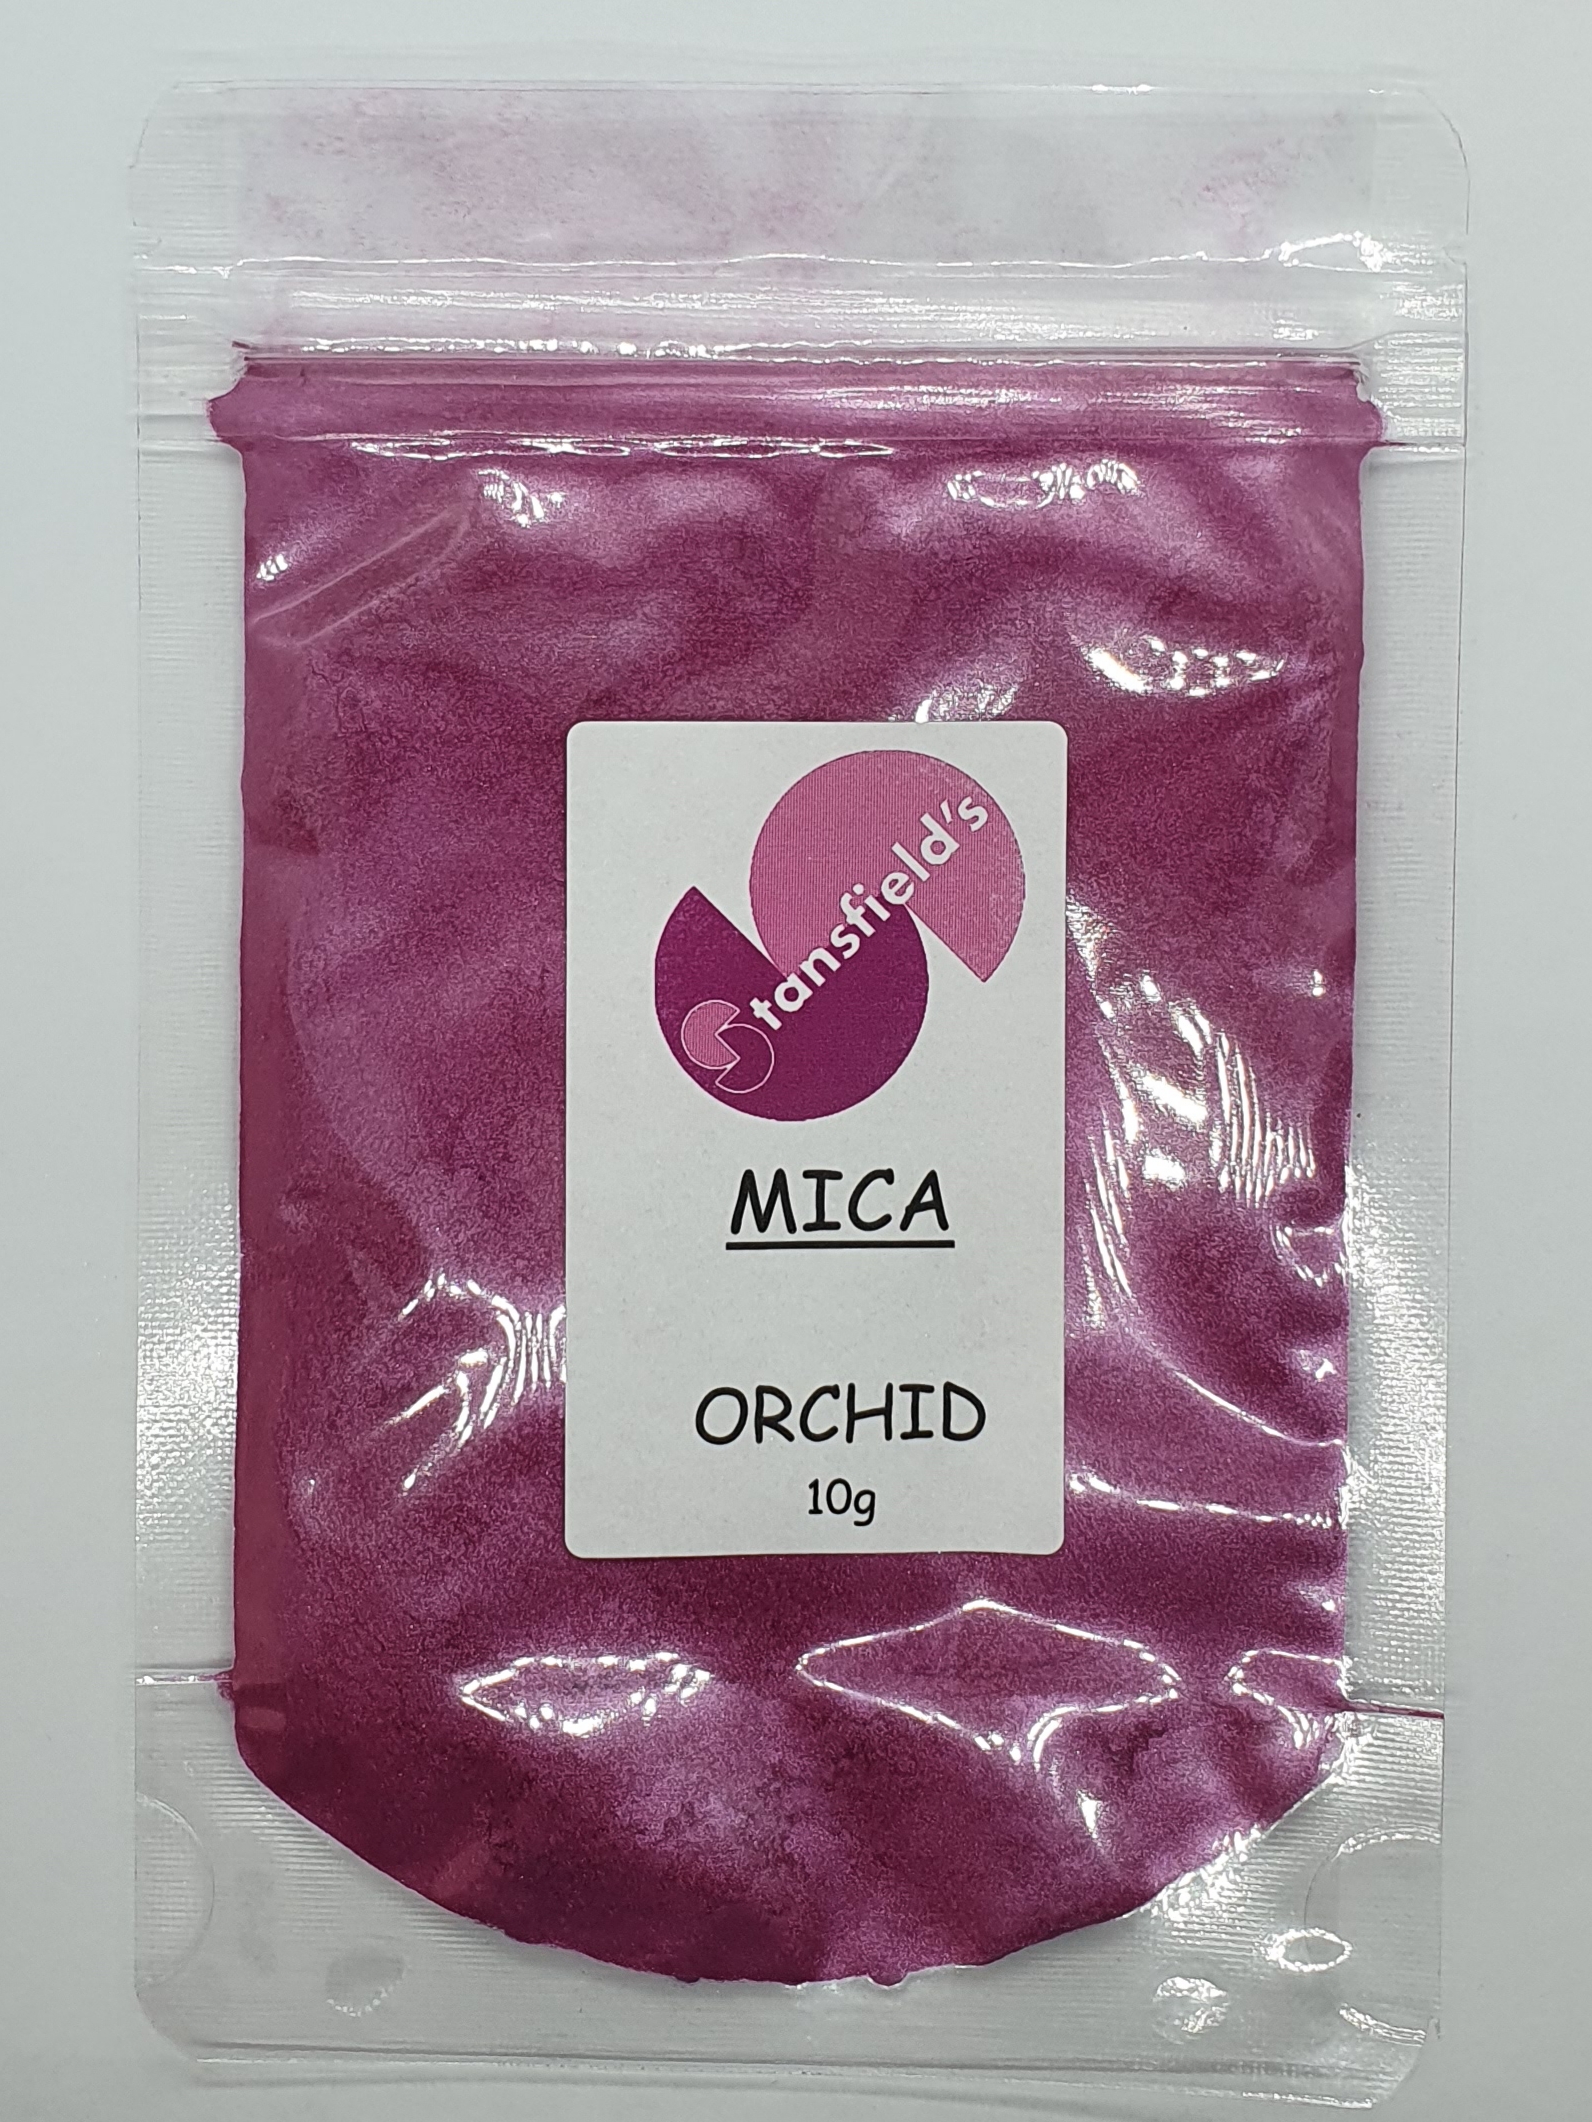 Stansfield's
MICA
ORCHID
10g